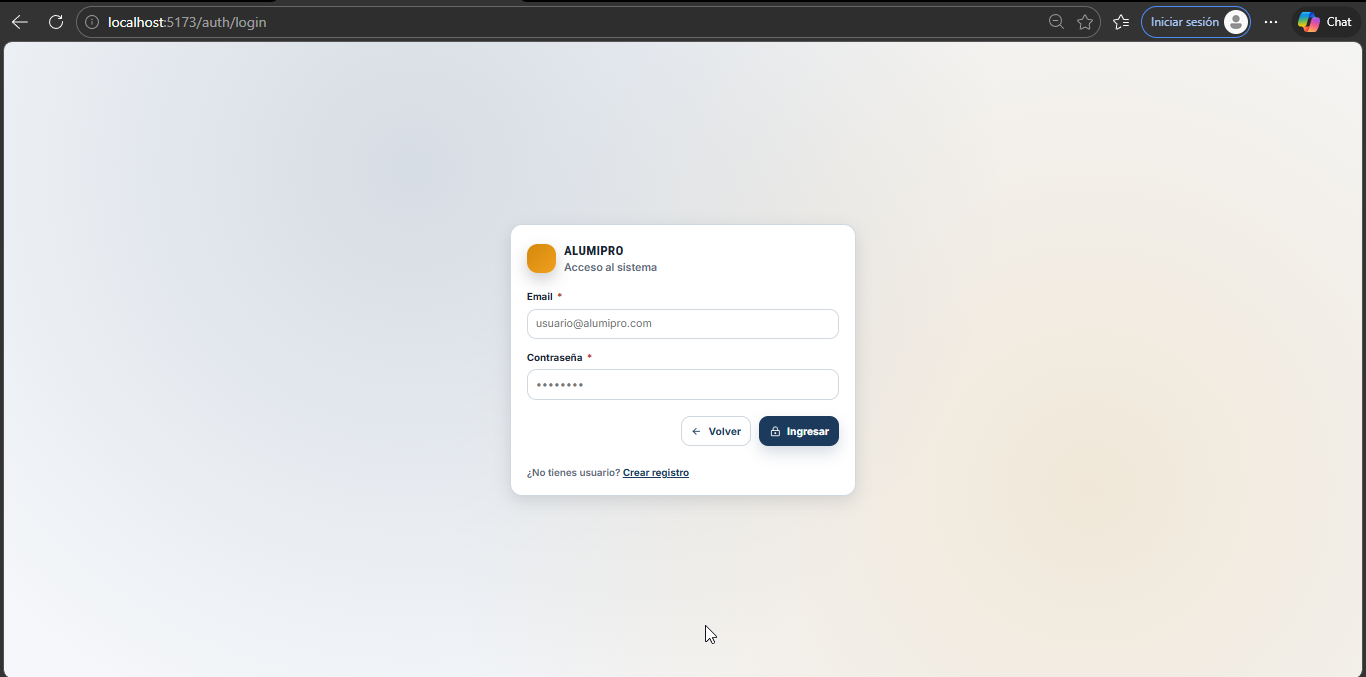 localhost:5173/auth/login
Iniciar sesión
Chat
ALUMIPRO
Acceso al sistema
Email *
usuario@alumipro.com
Contraseña *
••••••••
Volver
Ingresar
¿No tienes usuario? Crear registro